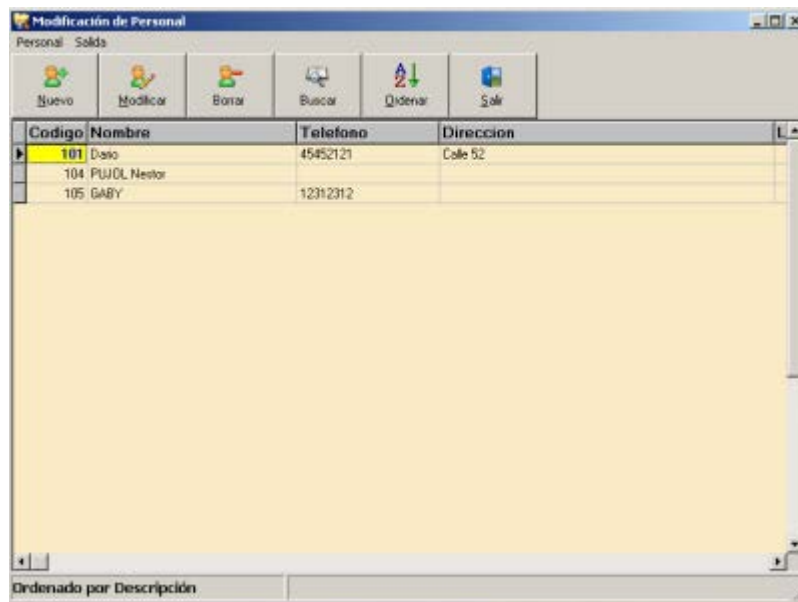 Modificación de Personal
Personal Salida
Nuevo Modificar Borrar Buscar Ordenar Salir
Codigo Nombre Telefono Direccion L
101 Dario 45452121 Calle 52
104 PUJOL Nestor
105 GABY 12312312
Ordenado por Descripción